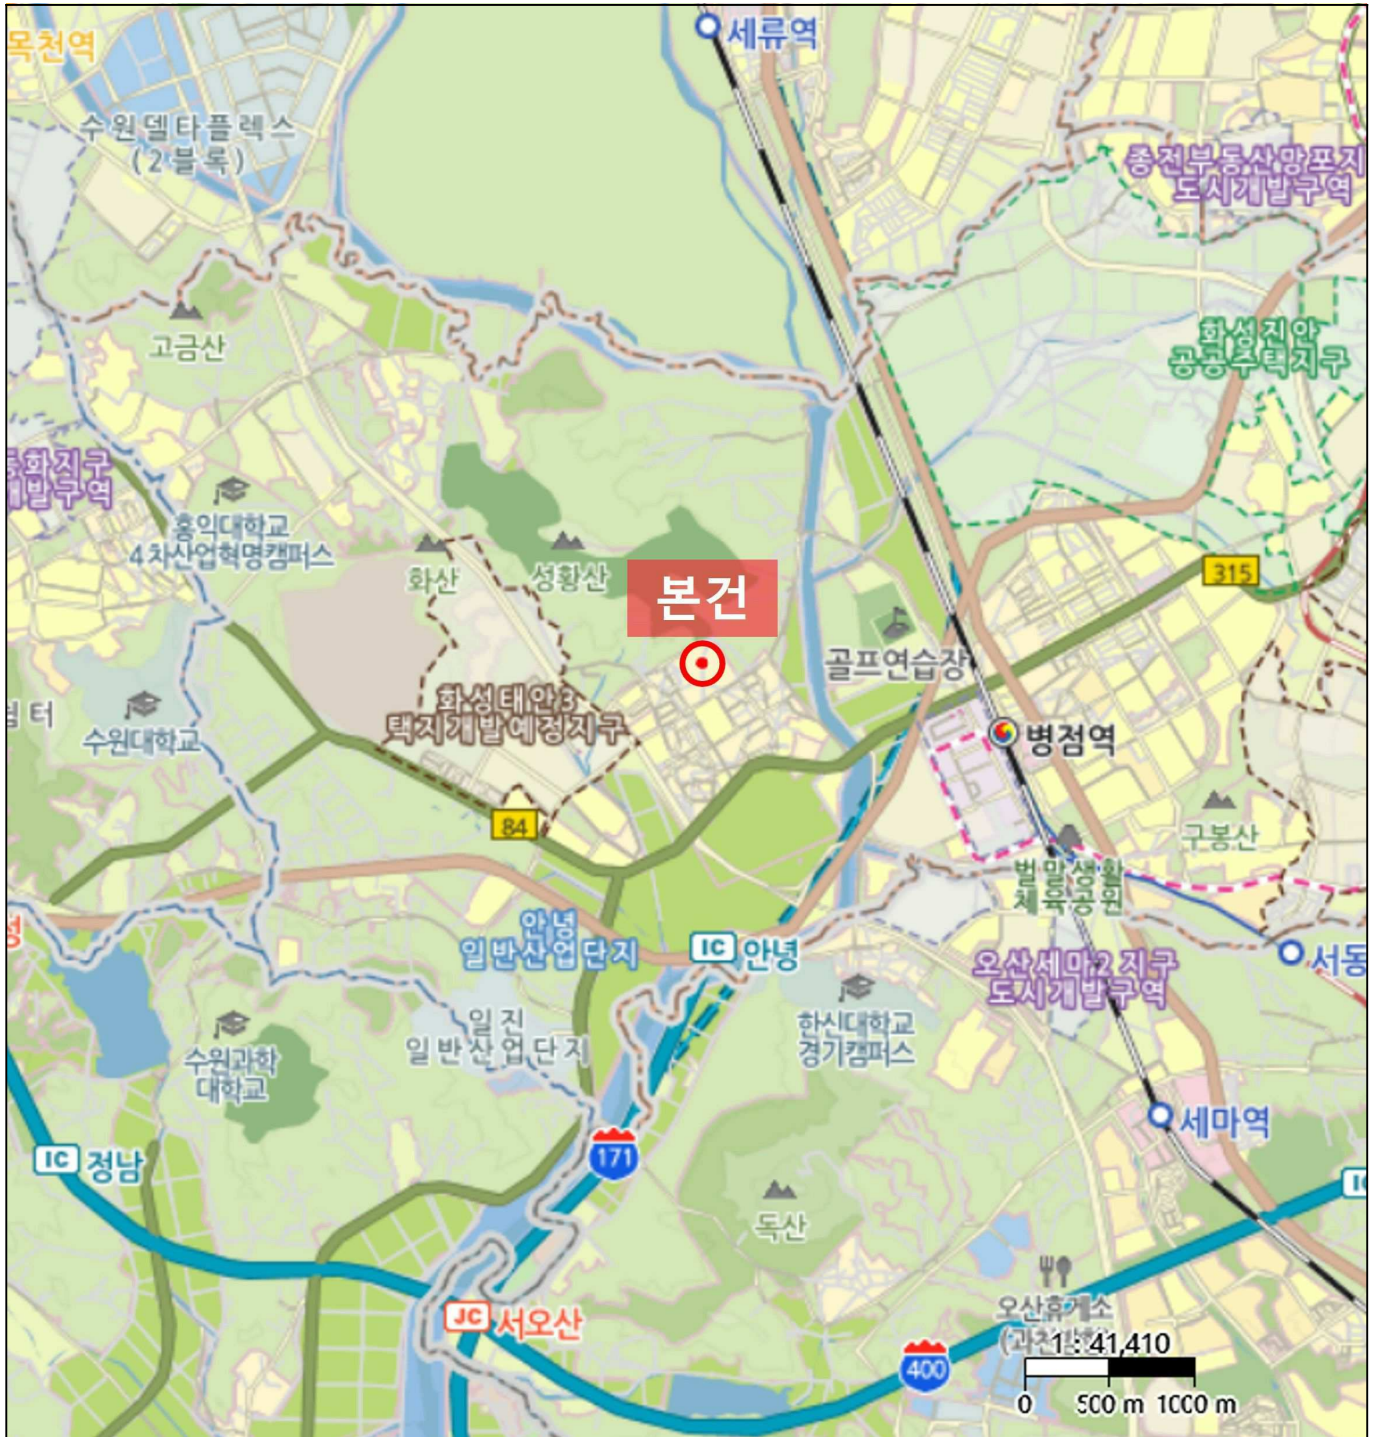 세류역
목천역
수원델타플렉스
(2블록)
종전부동산망포지
도시개발구역
고금산
화성진안
공공주택지구
동화지구
개발구역
홍익대학교
4차산업혁명캠퍼스
화산
성황산
315
본건
골프연습장
화성태안3
택지개발예정지구
수원대학교
병점역
84
구봉산
벌말생활
체육공원
안녕
일반산업단지
IC 안녕
오산세마2지구
도시개발구역
서동
일진
일반산업단지
한신대학교
경기캠퍼스
수원과학
대학교
세마역
IC 정남
171
독산
오산휴게소
1 : 41,410
JC 서오산
400
0 500 m 1000 m